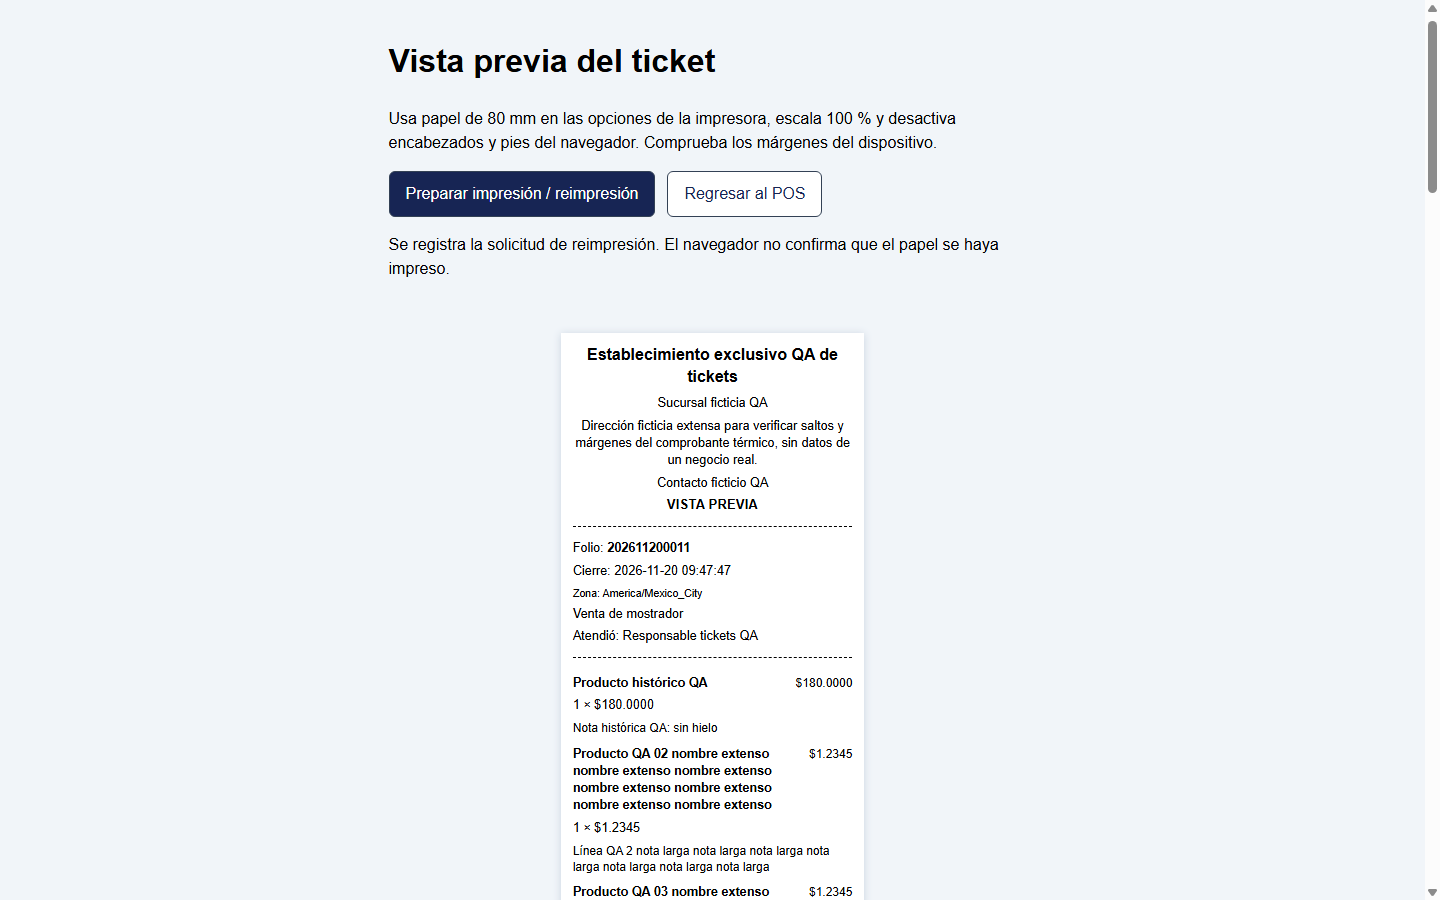 Vista previa del ticket
Usa papel de 80 mm en las opciones de la impresora, escala 100 % y desactiva
encabezados y pies del navegador. Comprueba los márgenes del dispositivo.
Preparar impresión / reimpresión
Regresar al POS
Se registra la solicitud de reimpresión. El navegador no confirma que el papel se haya
impreso.
Establecimiento exclusivo QA de
tickets
Sucursal ficticia QA
Dirección ficticia extensa para verificar saltos y
márgenes del comprobante térmico, sin datos de
un negocio real.
Contacto ficticio QA
VISTA PREVIA
Folio: 202611200011
Cierre: 2026-11-20 09:47:47
Zona: America/Mexico_City
Venta de mostrador
Atendió: Responsable tickets QA
Producto histórico QA $180.0000
1 × $180.0000
Nota histórica QA: sin hielo
Producto QA 02 nombre extenso $1.2345
nombre extenso nombre extenso
nombre extenso nombre extenso
nombre extenso nombre extenso
1 × $1.2345
Línea QA 2 nota larga nota larga nota larga nota
larga nota larga nota larga nota larga
Producto QA 03 nombre extenso $1.2345